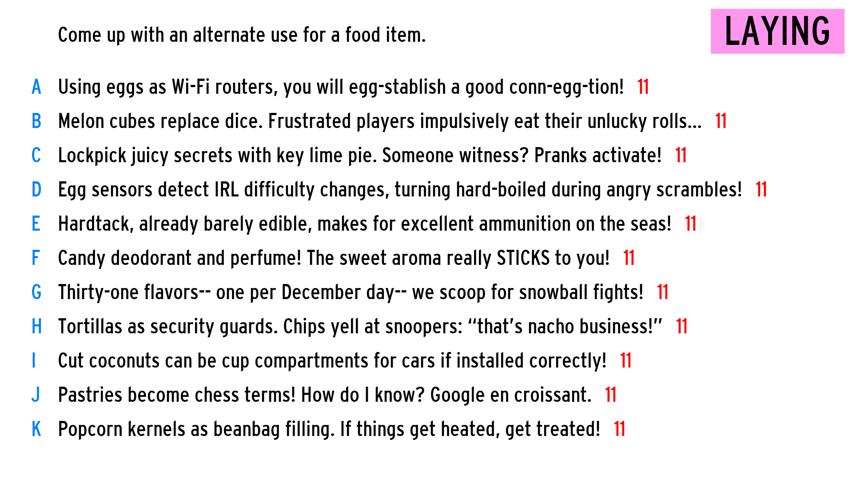 Come up with an alternate use for a food item.
LAYING
A Using eggs as Wi-Fi routers, you will egg-stablish a good conn-egg-tion! 11
B Melon cubes replace dice. Frustrated players impulsively eat their unlucky rolls... 11
C Lockpick juicy secrets with key lime pie. Someone witness? Pranks activate! 11
D Egg sensors detect IRL difficulty changes, turning hard-boiled during angry scrambles! 11
E Hardtack, already barely edible, makes for excellent ammunition on the seas! 11
F Candy deodorant and perfume! The sweet aroma really STICKS to you! 11
G Thirty-one flavors-- one per December day-- we scoop for snowball fights! 11
H Tortillas as security guards. Chips yell at snoopers: “that’s nacho business!” 11
I Cut coconuts can be cup compartments for cars if installed correctly! 11
J Pastries become chess terms! How do I know? Google en croissant. 11
K Popcorn kernels as beanbag filling. If things get heated, get treated! 11